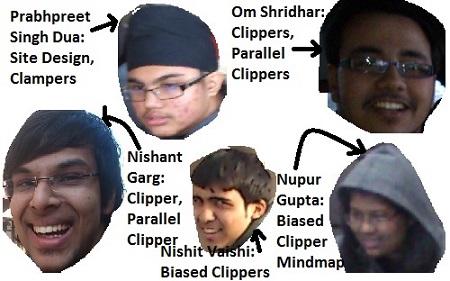 Prabhpreet
Singh Dua:
Site Design,
Clampers
Om Shridhar:
Clippers,
Parallel
Clippers
Nishant
Garg:
Clipper,
Parallel
Clipper
Nishit Vaishi:
Biased Clippers
Nupur
Gupta:
Biased
Clipper
Mindmap